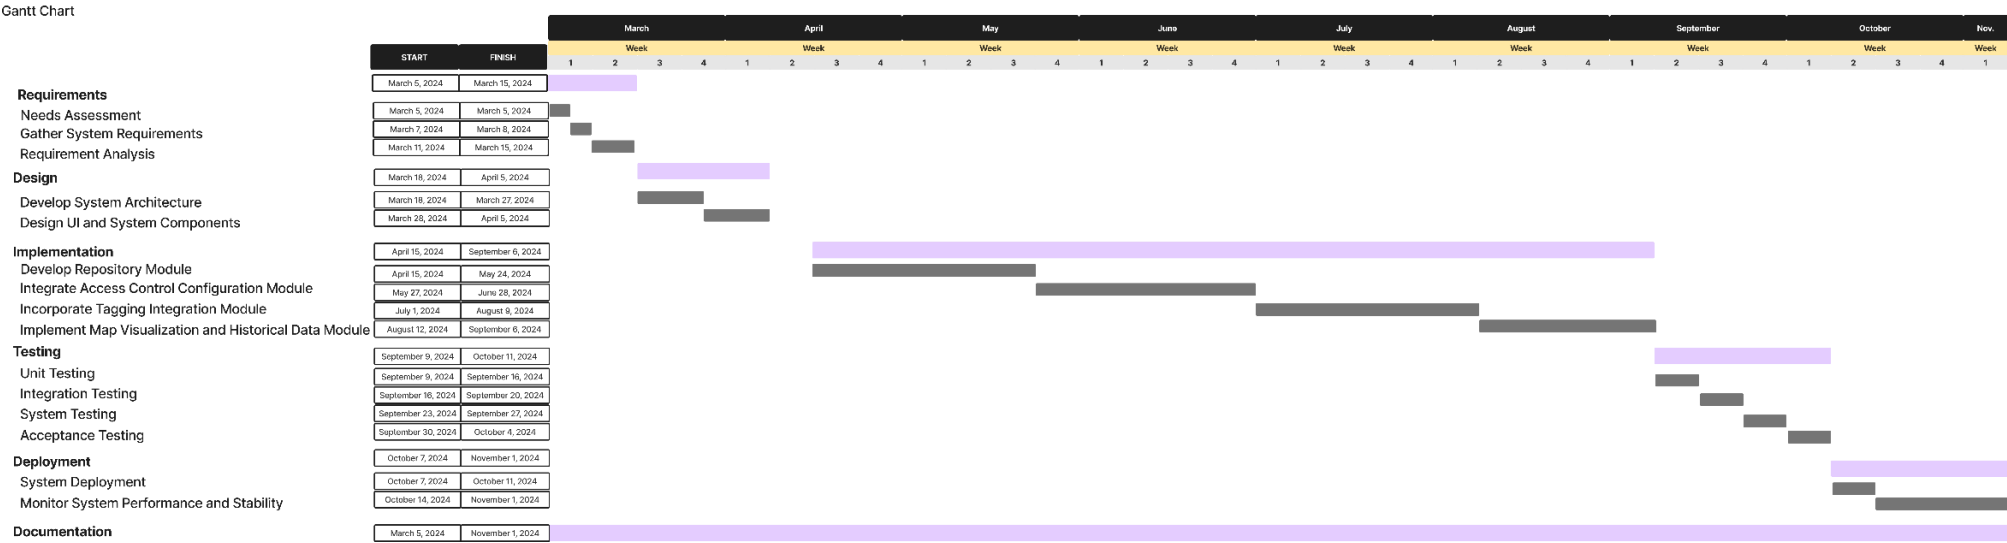 Gantt Chart
March April May June July August September October Nov.
Week Week Week Week Week Week Week Week Week
START FINISH
1 2 3 4 1 2 3 4 1 2 3 4 1 2 3 4 1 2 3 4 1 2 3 4 1 2 3 4 1 2 3 4 1
Requirements March 5, 2024 March 15, 2024
Needs Assessment March 5, 2024 March 5, 2024
Gather System Requirements March 7, 2024 March 8, 2024
Requirement Analysis March 11, 2024 March 15, 2024
Design March 18, 2024 April 5, 2024
Develop System Architecture March 18, 2024 March 27, 2024
Design UI and System Components March 28, 2024 April 5, 2024
Implementation April 15, 2024 September 6, 2024
Develop Repository Module April 15, 2024 May 24, 2024
Integrate Access Control Configuration Module May 27, 2024 June 28, 2024
Incorporate Tagging Integration Module July 1, 2024 August 9, 2024
Implement Map Visualization and Historical Data Module August 12, 2024 September 6, 2024
Testing September 9, 2024 October 11, 2024
Unit Testing September 9, 2024 September 16, 2024
Integration Testing September 16, 2024 September 20, 2024
System Testing September 23, 2024 September 27, 2024
Acceptance Testing September 30, 2024 October 4, 2024
Deployment October 7, 2024 November 1, 2024
System Deployment October 7, 2024 October 11, 2024
Monitor System Performance and Stability October 14, 2024 November 1, 2024
Documentation March 5, 2024 November 1, 2024